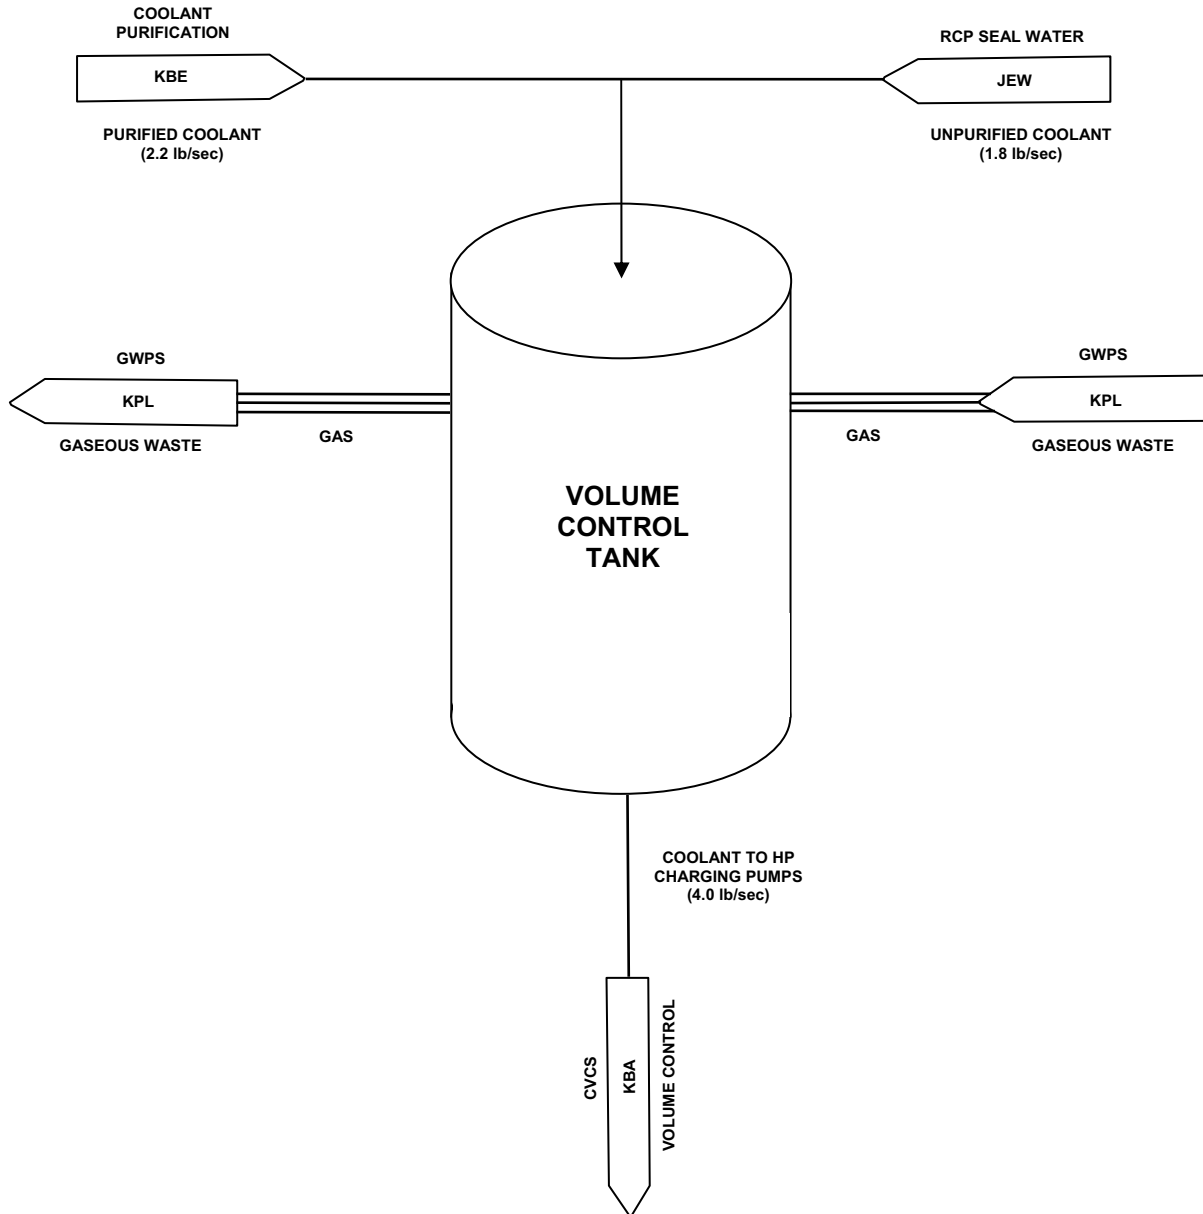 COOLANT
PURIFICATION
KBE
PURIFIED COOLANT
(2.2 lb/sec)
RCP SEAL WATER
JEW
UNPURIFIED COOLANT
(1.8 lb/sec)
GWPS
KPL
GASEOUS WASTE
GAS
GWPS
KPL
GASEOUS WASTE
GAS
VOLUME
CONTROL
TANK
COOLANT TO HP
CHARGING PUMPS
(4.0 lb/sec)
CVCS
KBA
VOLUME CONTROL